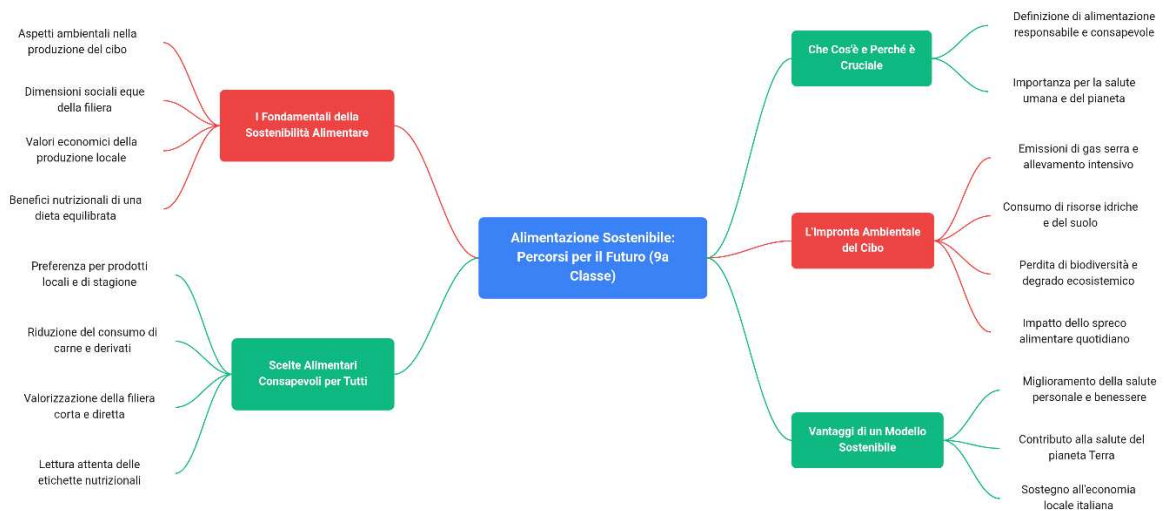 Alimentazione Sostenibile:
Percorsi per il Futuro (9a
Classe)
Che Cos'è e Perché è
Cruciale
Definizione di alimentazione
responsabile e consapevole
Importanza per la salute
umana e del pianeta
L'Impronta Ambientale
del Cibo
Emissioni di gas serra e
allevamento intensivo
Consumo di risorse idriche
e del suolo
Perdita di biodiversità e
degrado ecosistemico
Impatto dello spreco
alimentare quotidiano
Vantaggi di un Modello
Sostenibile
Miglioramento della salute
personale e benessere
Contributo alla salute del
pianeta Terra
Sostegno all'economia
locale italiana
I Fondamentali della
Sostenibilità Alimentare
Aspetti ambientali nella
produzione del cibo
Dimensioni sociali eque
della filiera
Valori economici della
produzione locale
Benefici nutrizionali di una
dieta equilibrata
Scelte Alimentari
Consapevoli per Tutti
Preferenza per prodotti
locali e di stagione
Riduzione del consumo di
carne e derivati
Valorizzazione della filiera
corta e diretta
Lettura attenta delle
etichette nutrizionali